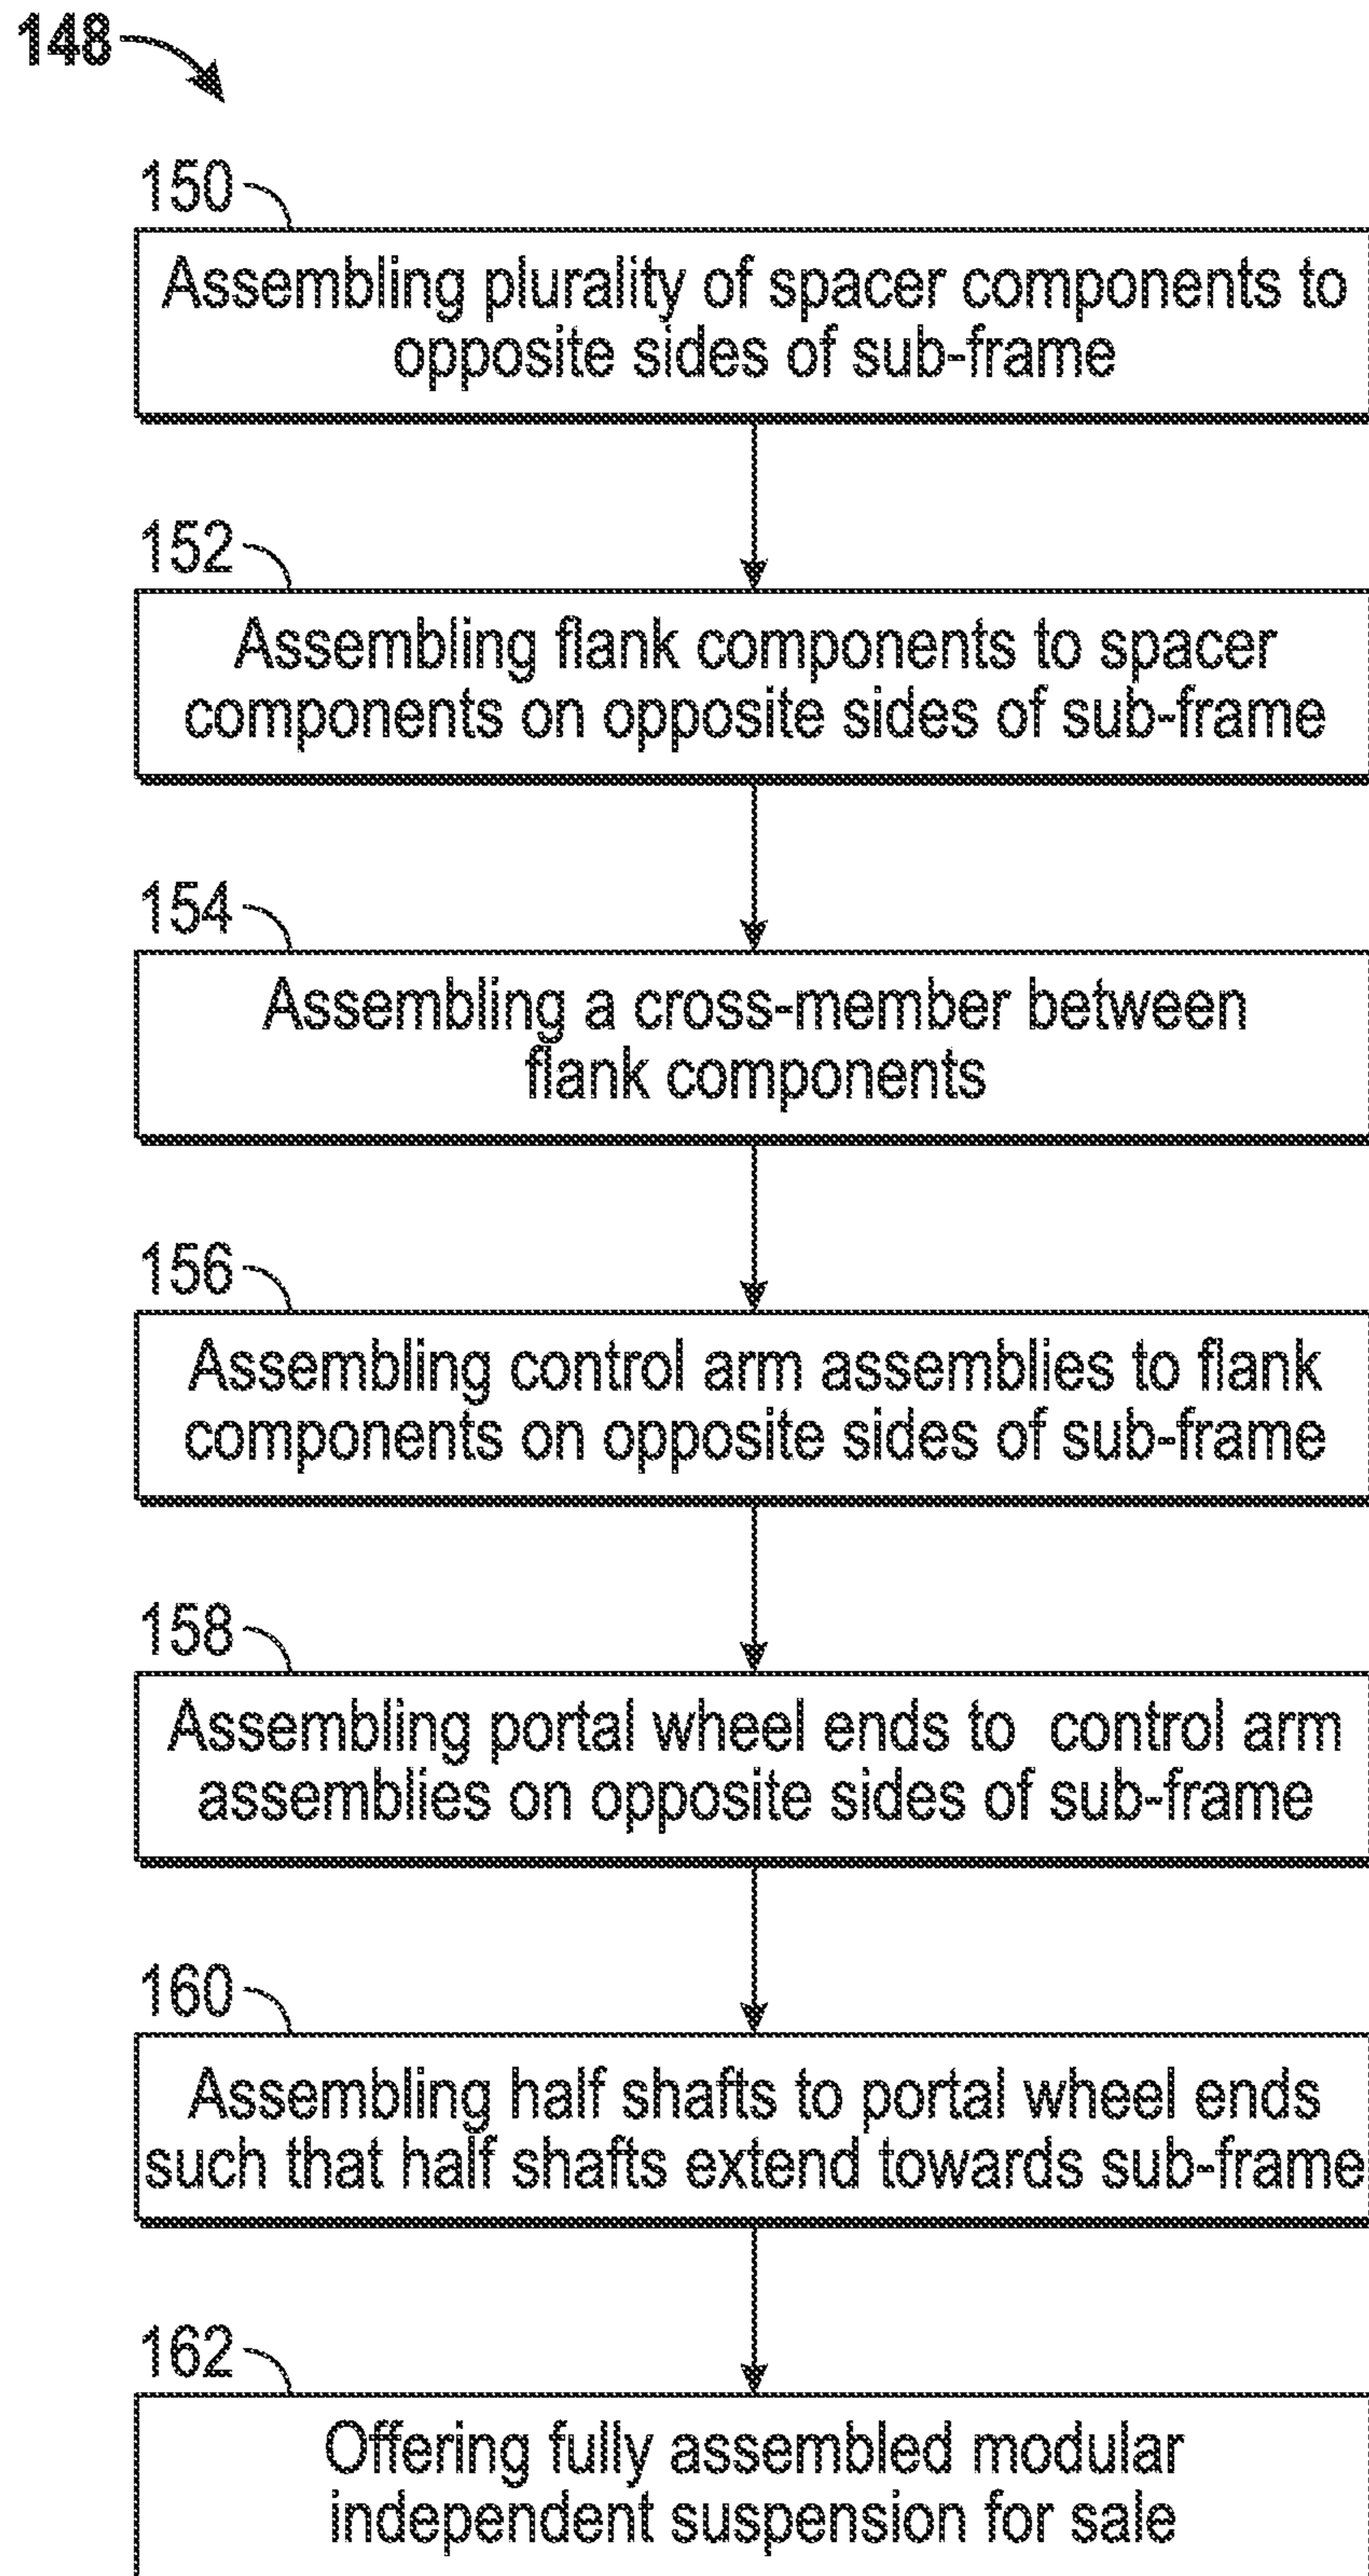 148
150
Assembling plurality of spacer components to
opposite sides of sub-frame
152
Assembling flank components to spacer
components on opposite sides of sub-frame
154
Assembling a cross-member between
flank components
156
Assembling control arm assemblies to flank
components on opposite sides of sub-frame
158
Assembling portal wheel ends to control arm
assemblies on opposite sides of sub-frame
160
Assembling half shafts to portal wheel ends
such that half shafts extend towards sub-frame
162
Offering fully assembled modular
independent suspension for sale